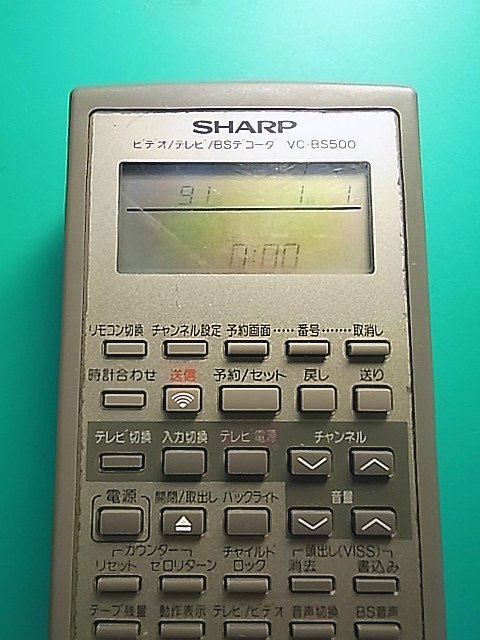 SHARP
ビデオ/テレビ/BSデコータ VC-BS500
91 1 1
0:00
リモコン切換 チャンネル設定 予約画面 ····· 番号 ······· 取消し
時計合わせ 送信 予約/セット 戻し 送り
テレビ切換 入力切換 テレビ電源 チャンネル
電源 開閉/取出し バックライト 音量
カウンター チャイルド 頭出し(VISS)
リセット ゼロリターン ロック 消去 書込み
テープ残量 動作表示 テレビ/ビデオ 音声切換 BS音声